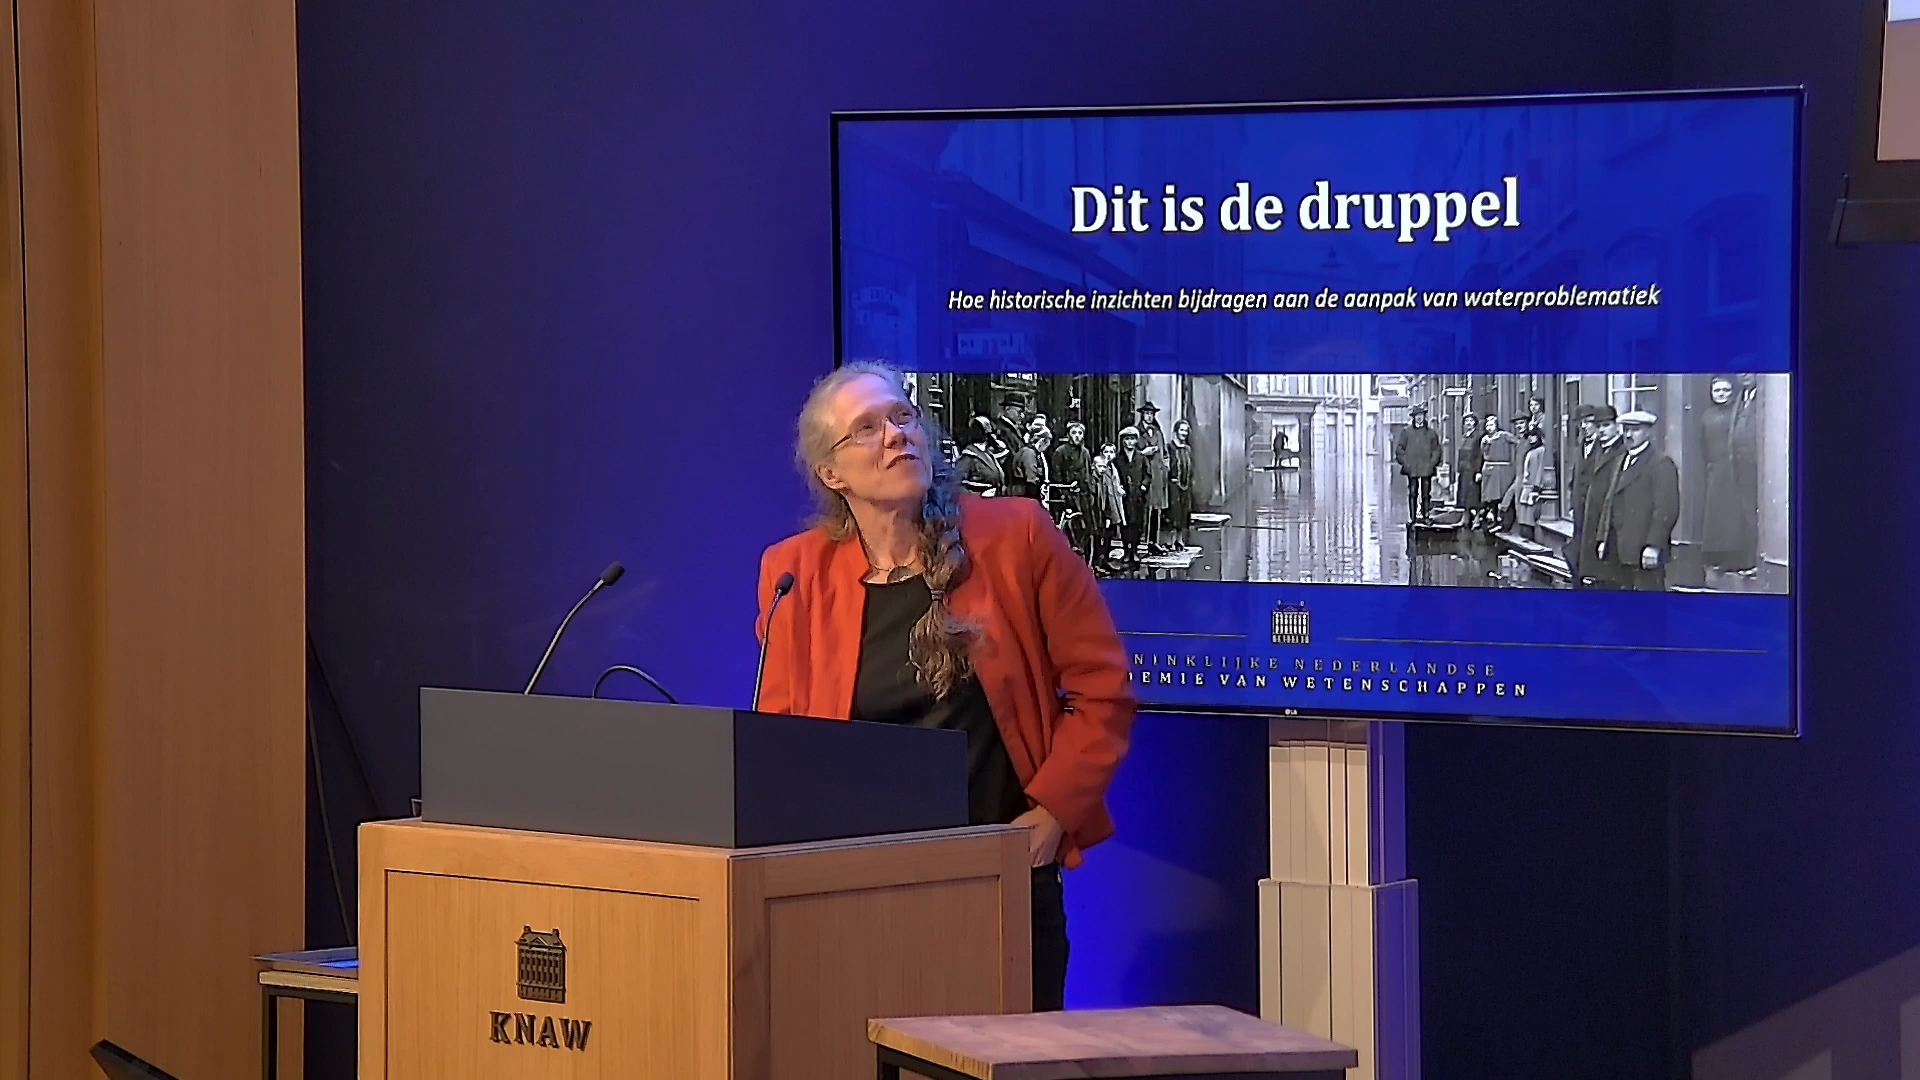 Dit is de druppel
Hoe historische inzichten bijdragen aan de aanpak van waterproblematiek
NINKLIJKE NEDERLANDSE
DEMIE VAN WETENSCHAPPEN
LG
KNAW